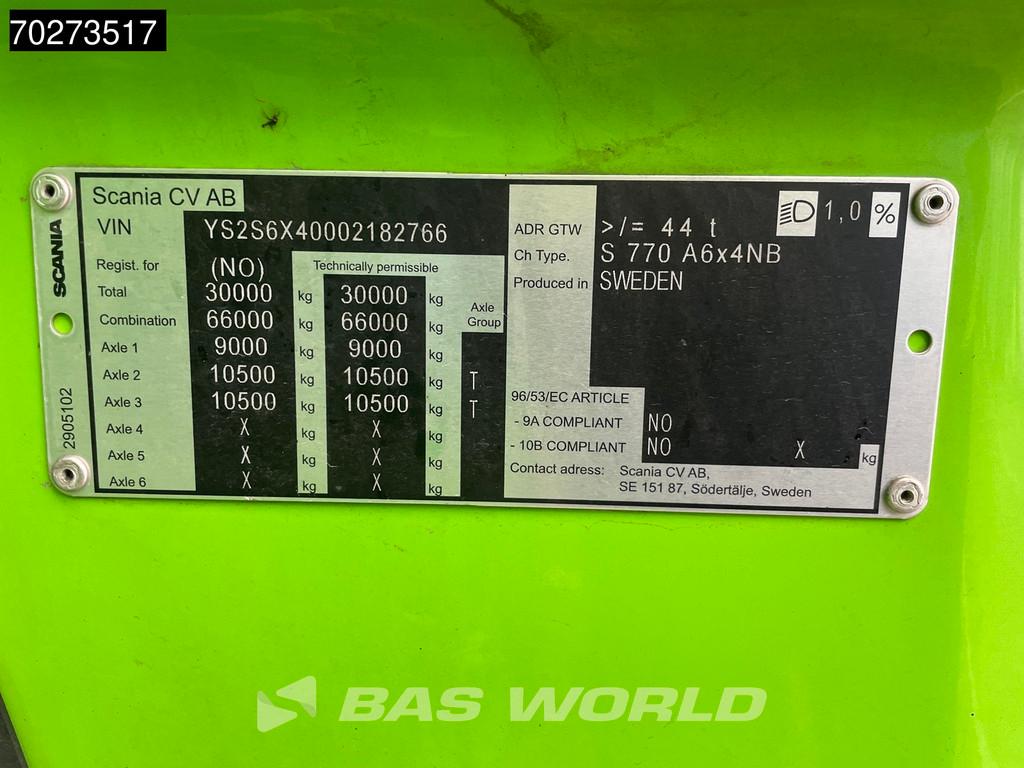 70273517
Scania CV AB
VIN YS2S6X40002182766
Regist. for (NO) Technically permissible
Total 30000 kg 30000 kg
Axle Group
Combination 66000 kg 66000 kg
Axle 1 9000 kg 9000 kg
Axle 2 10500 kg 10500 kg T
Axle 3 10500 kg 10500 kg T
Axle 4 X kg X kg
Axle 5 X kg X kg
Axle 6 X kg X kg
SCANIA
2905102
1,0 %
ADR GTW >/= 44 t
Ch Type. S 770 A6x4NB
Produced in SWEDEN
96/53/EC ARTICLE
- 9A COMPLIANT NO
- 10B COMPLIANT NO X kg
Contact adress: Scania CV AB,
SE 151 87, Södertälje, Sweden
BAS WORLD